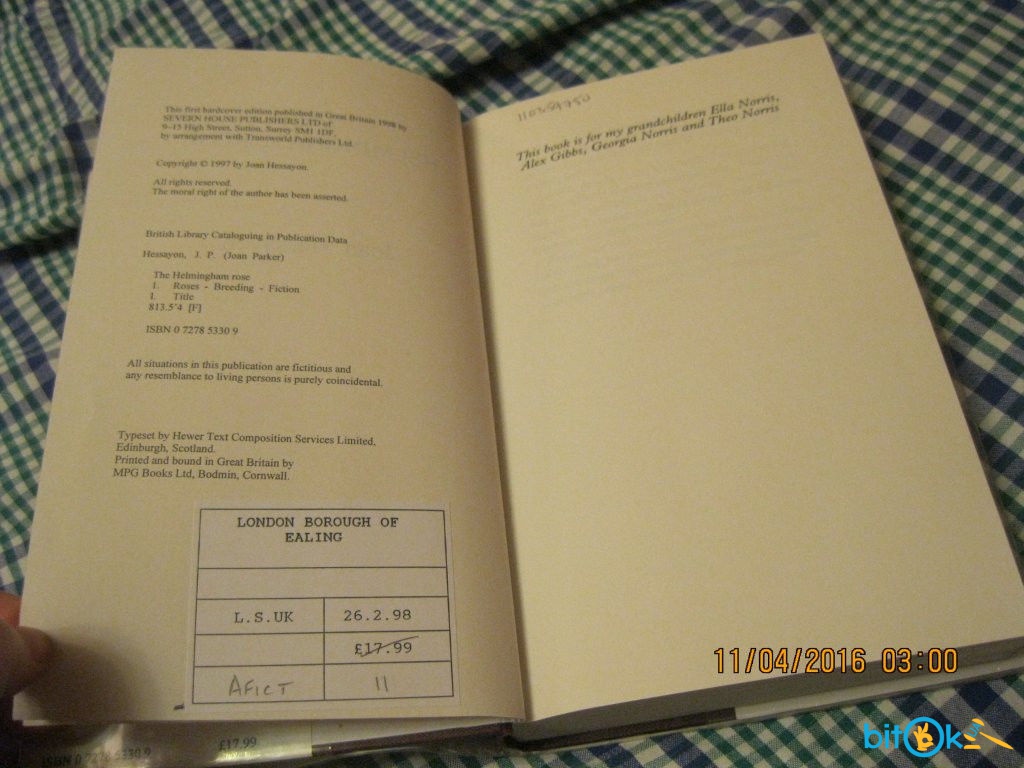 This first hardcover edition published in Great Britain 1998 by
SEVERN HOUSE PUBLISHERS LTD of
9–15 High Street, Sutton, Surrey SM1 1DF,
by arrangement with Transworld Publishers Ltd.
Copyright © 1997 by Joan Hessayon.
All rights reserved.
The moral right of the author has been asserted.
British Library Cataloguing in Publication Data
Hessayon, J. P. (Joan Parker)
The Helmingham rose
1. Roses - Breeding - Fiction
I. Title
813.5'4 [F]
ISBN 0 7278 5330 9
All situations in this publication are fictitious and
any resemblance to living persons is purely coincidental.
Typeset by Hewer Text Composition Services Limited,
Edinburgh, Scotland.
Printed and bound in Great Britain by
MPG Books Ltd, Bodmin, Cornwall.
LONDON BOROUGH OF
EALING
L.S.UK 26.2.98
£17.99
AFICT 11
ISBN 0 7278 5330 9 £17.99
This book is for my grandchildren Ella Norris,
Alex Gibbs, Georgia Norris and Theo Norris
11/04/2016 03:00
bitOk